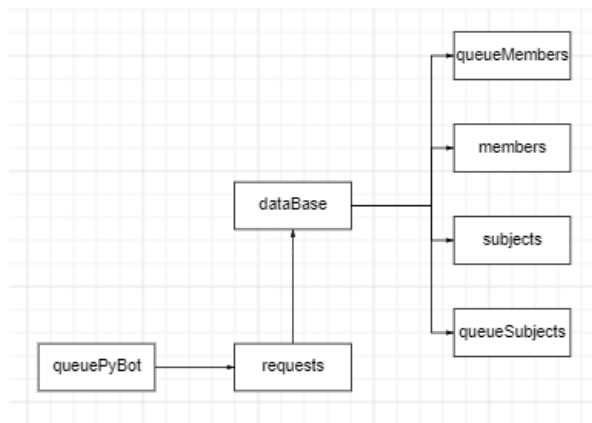 queueMembers
members
dataBase
subjects
queueSubjects
queuePyBot
requests